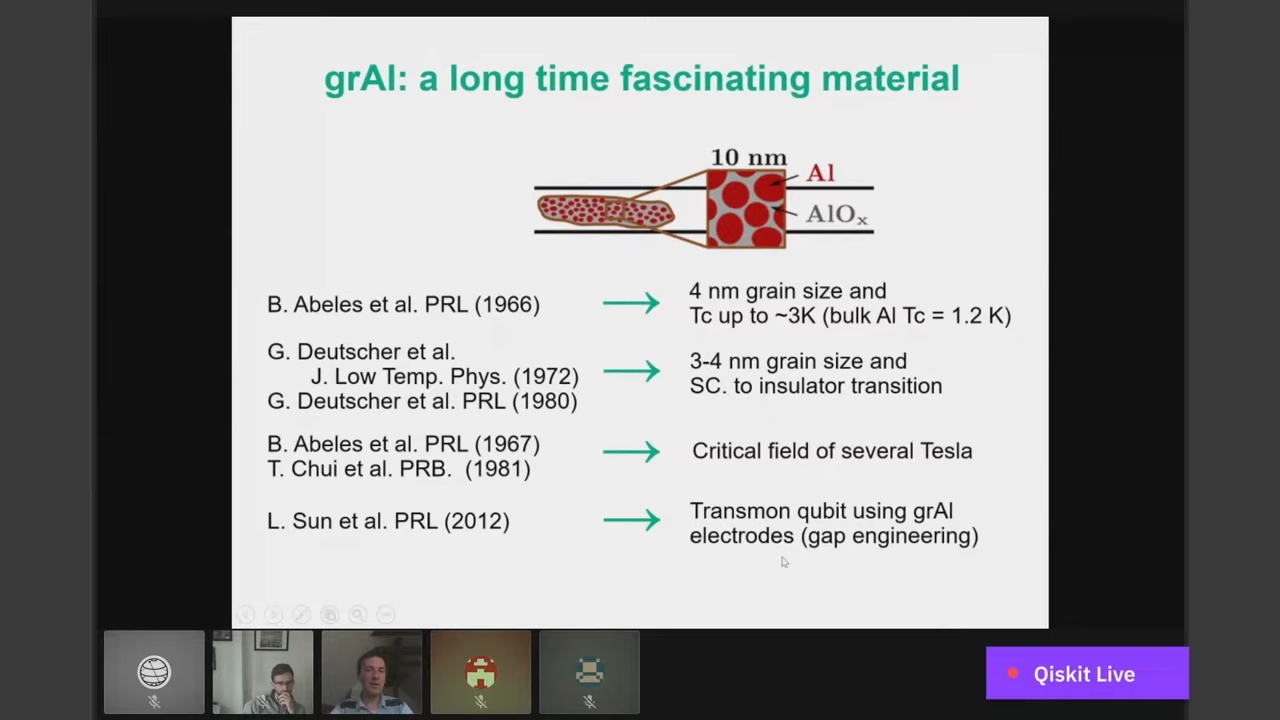 grAl: a long time fascinating material
10 nm
Al
AlOx
B. Abeles et al. PRL (1966)
4 nm grain size and
Tc up to ~3K (bulk Al Tc = 1.2 K)
G. Deutscher et al.
J. Low Temp. Phys. (1972)
G. Deutscher et al. PRL (1980)
3-4 nm grain size and
SC. to insulator transition
B. Abeles et al. PRL (1967)
T. Chui et al. PRB. (1981)
Critical field of several Tesla
L. Sun et al. PRL (2012)
Transmon qubit using grAl
electrodes (gap engineering)
Qiskit Live